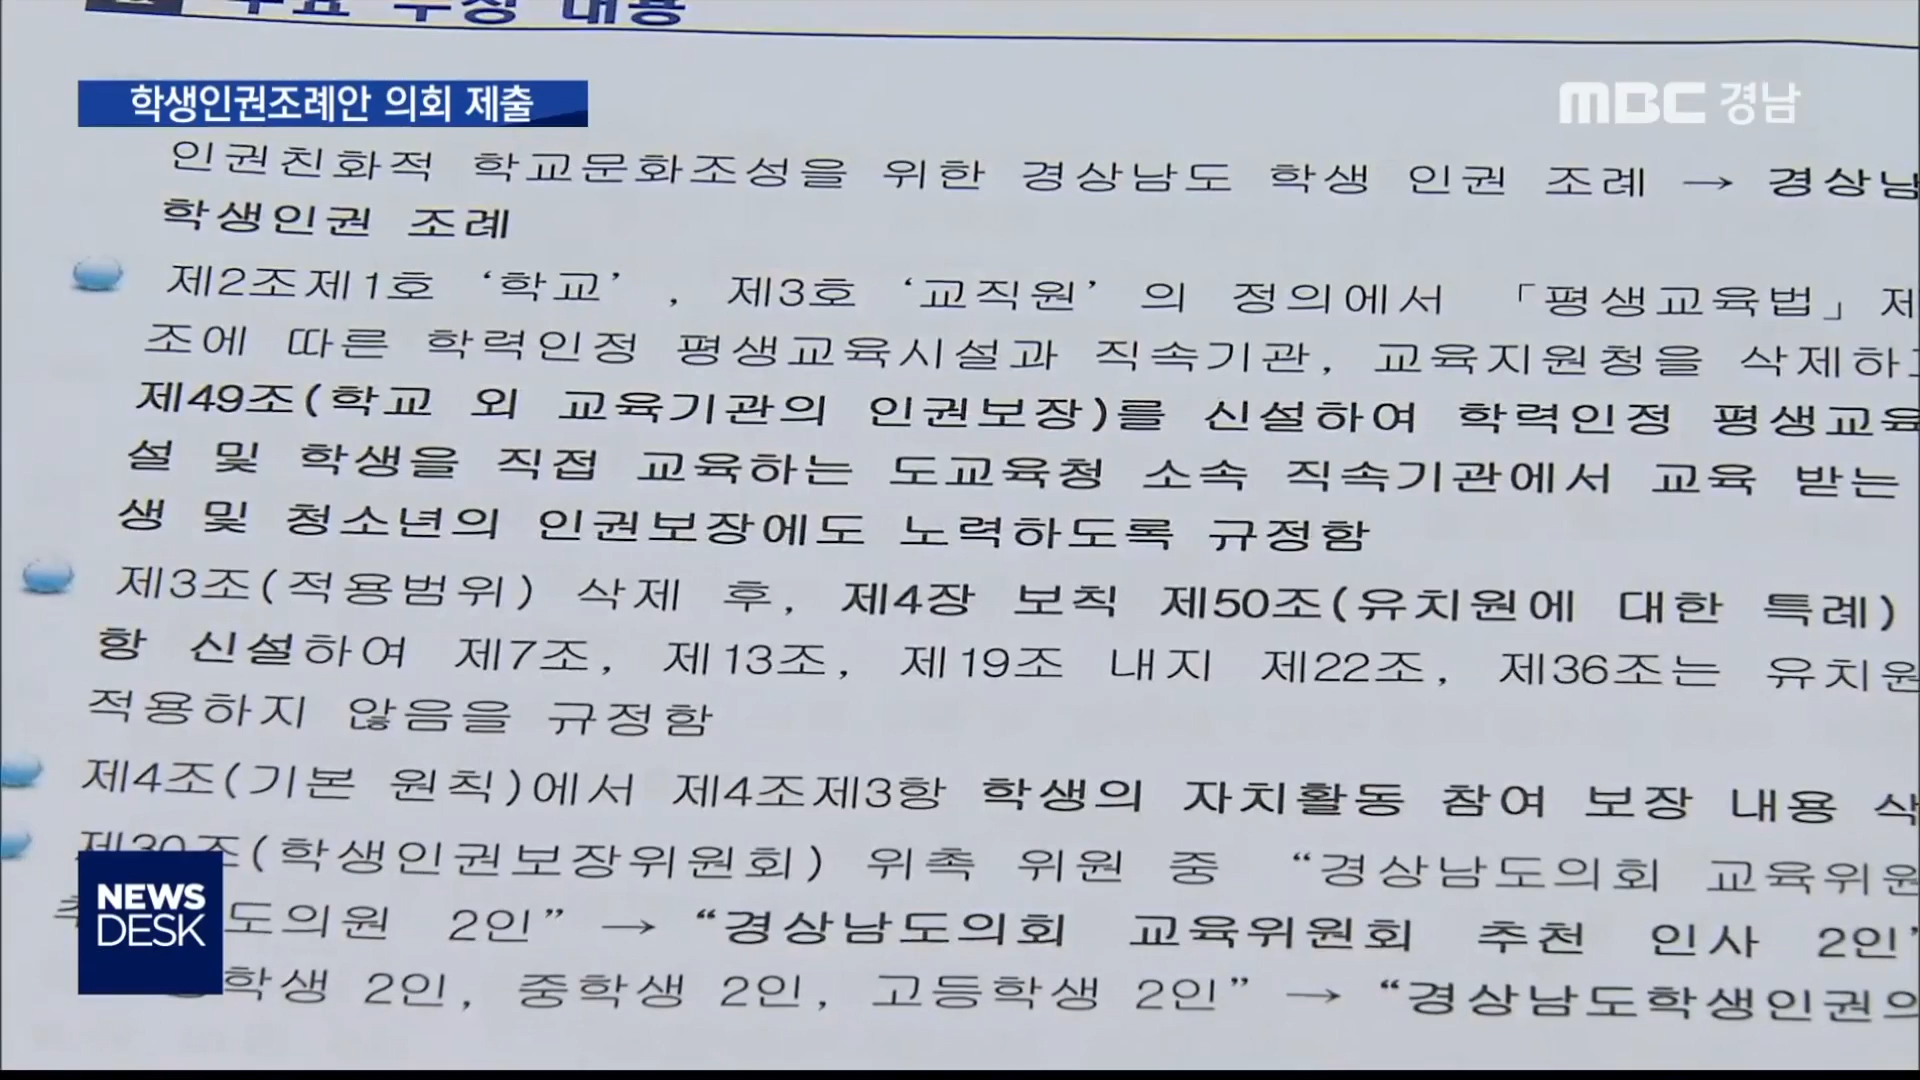 주요 수정 내용
학생인권조례안 의회 제출
MBC 경남
인권친화적 학교문화조성을 위한 경상남도 학생 인권 조례 → 경상남
학생인권 조례
제2조제1호 ‘학교’, 제3호 ‘교직원’의 정의에서 「평생교육법」 제
조에 따른 학력인정 평생교육시설과 직속기관, 교육지원청을 삭제하고
제49조(학교 외 교육기관의 인권보장)를 신설하여 학력인정 평생교육
설 및 학생을 직접 교육하는 도교육청 소속 직속기관에서 교육 받는
생 및 청소년의 인권보장에도 노력하도록 규정함
제3조(적용범위) 삭제 후, 제4장 보칙 제50조(유치원에 대한 특례)
항 신설하여 제7조, 제13조, 제19조 내지 제22조, 제36조는 유치원
적용하지 않음을 규정함
제4조(기본 원칙)에서 제4조제3항 학생의 자치활동 참여 보장 내용 삭
제30조(학생인권보장위원회) 위촉 위원 중 “경상남도의회 교육위원
도의원 2인” → “경상남도의회 교육위원회 추천 인사 2인”
학생 2인, 중학생 2인, 고등학생 2인” → “경상남도학생인권의
NEWS
DESK